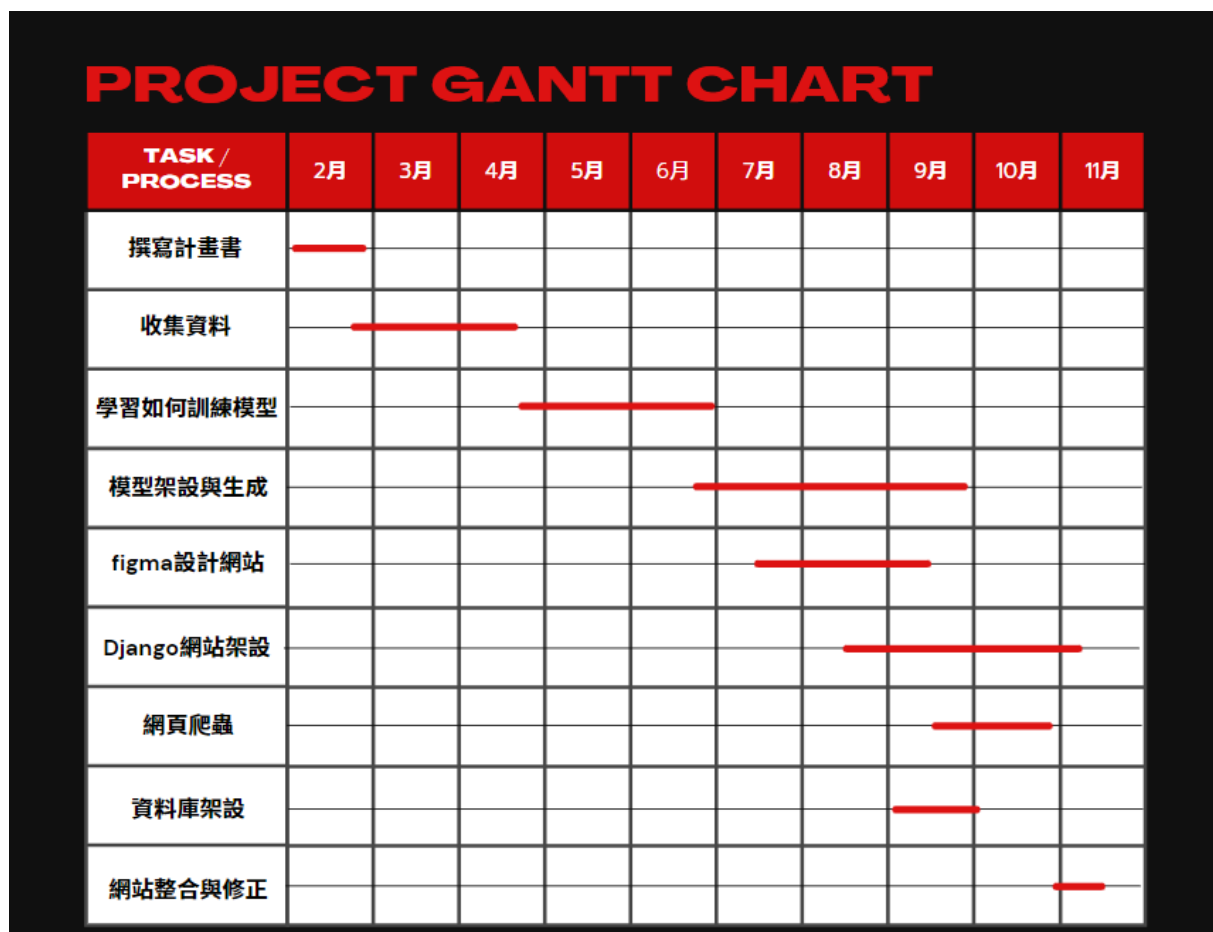 PROJECT GANTT CHART
TASK /
PROCESS
2月
3月
4月
5月
6月
7月
8月
9月
10月
11月
撰寫計畫書
收集資料
學習如何訓練模型
模型架設與生成
figma設計網站
Django網站架設
網頁爬蟲
資料庫架設
網站整合與修正